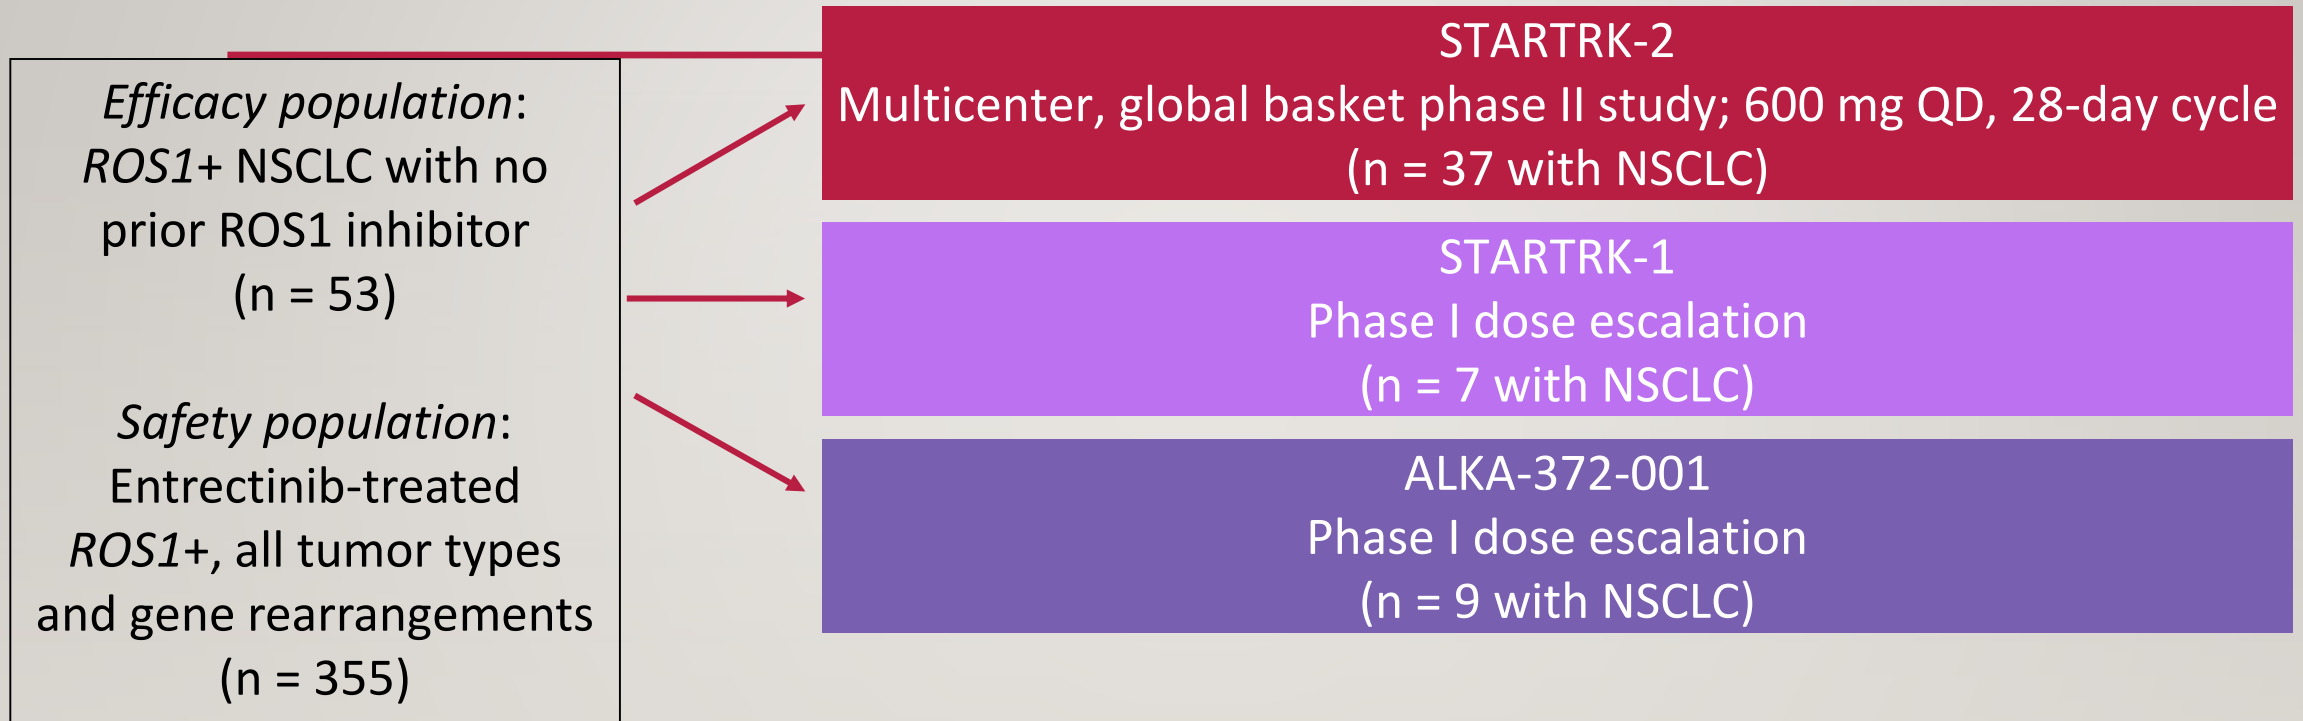 Efficacy population:
ROS1+ NSCLC with no
prior ROS1 inhibitor
(n = 53)
Safety population:
Entrectinib-treated
ROS1+, all tumor types
and gene rearrangements
(n = 355)
STARTRK-2
Multicenter, global basket phase II study; 600 mg QD, 28-day cycle
(n = 37 with NSCLC)
STARTRK-1
Phase I dose escalation
(n = 7 with NSCLC)
ALKA-372-001
Phase I dose escalation
(n = 9 with NSCLC)